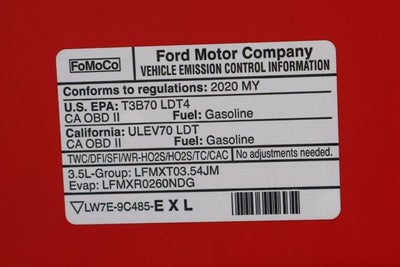 FoMoCo
Ford Motor Company
VEHICLE EMISSION CONTROL INFORMATION
Conforms to regulations: 2020 MY
U.S. EPA: T3B70 LDT4
CA OBD II Fuel: Gasoline
California: ULEV70 LDT
CA OBD II Fuel: Gasoline
TWC/DFI/SFI/WR-HO2S/HO2S/TC/CAC No adjustments needed.
3.5L-Group: LFMXT03.54JM
Evap: LFMXR0260NDG
LW7E-9C485-E X L